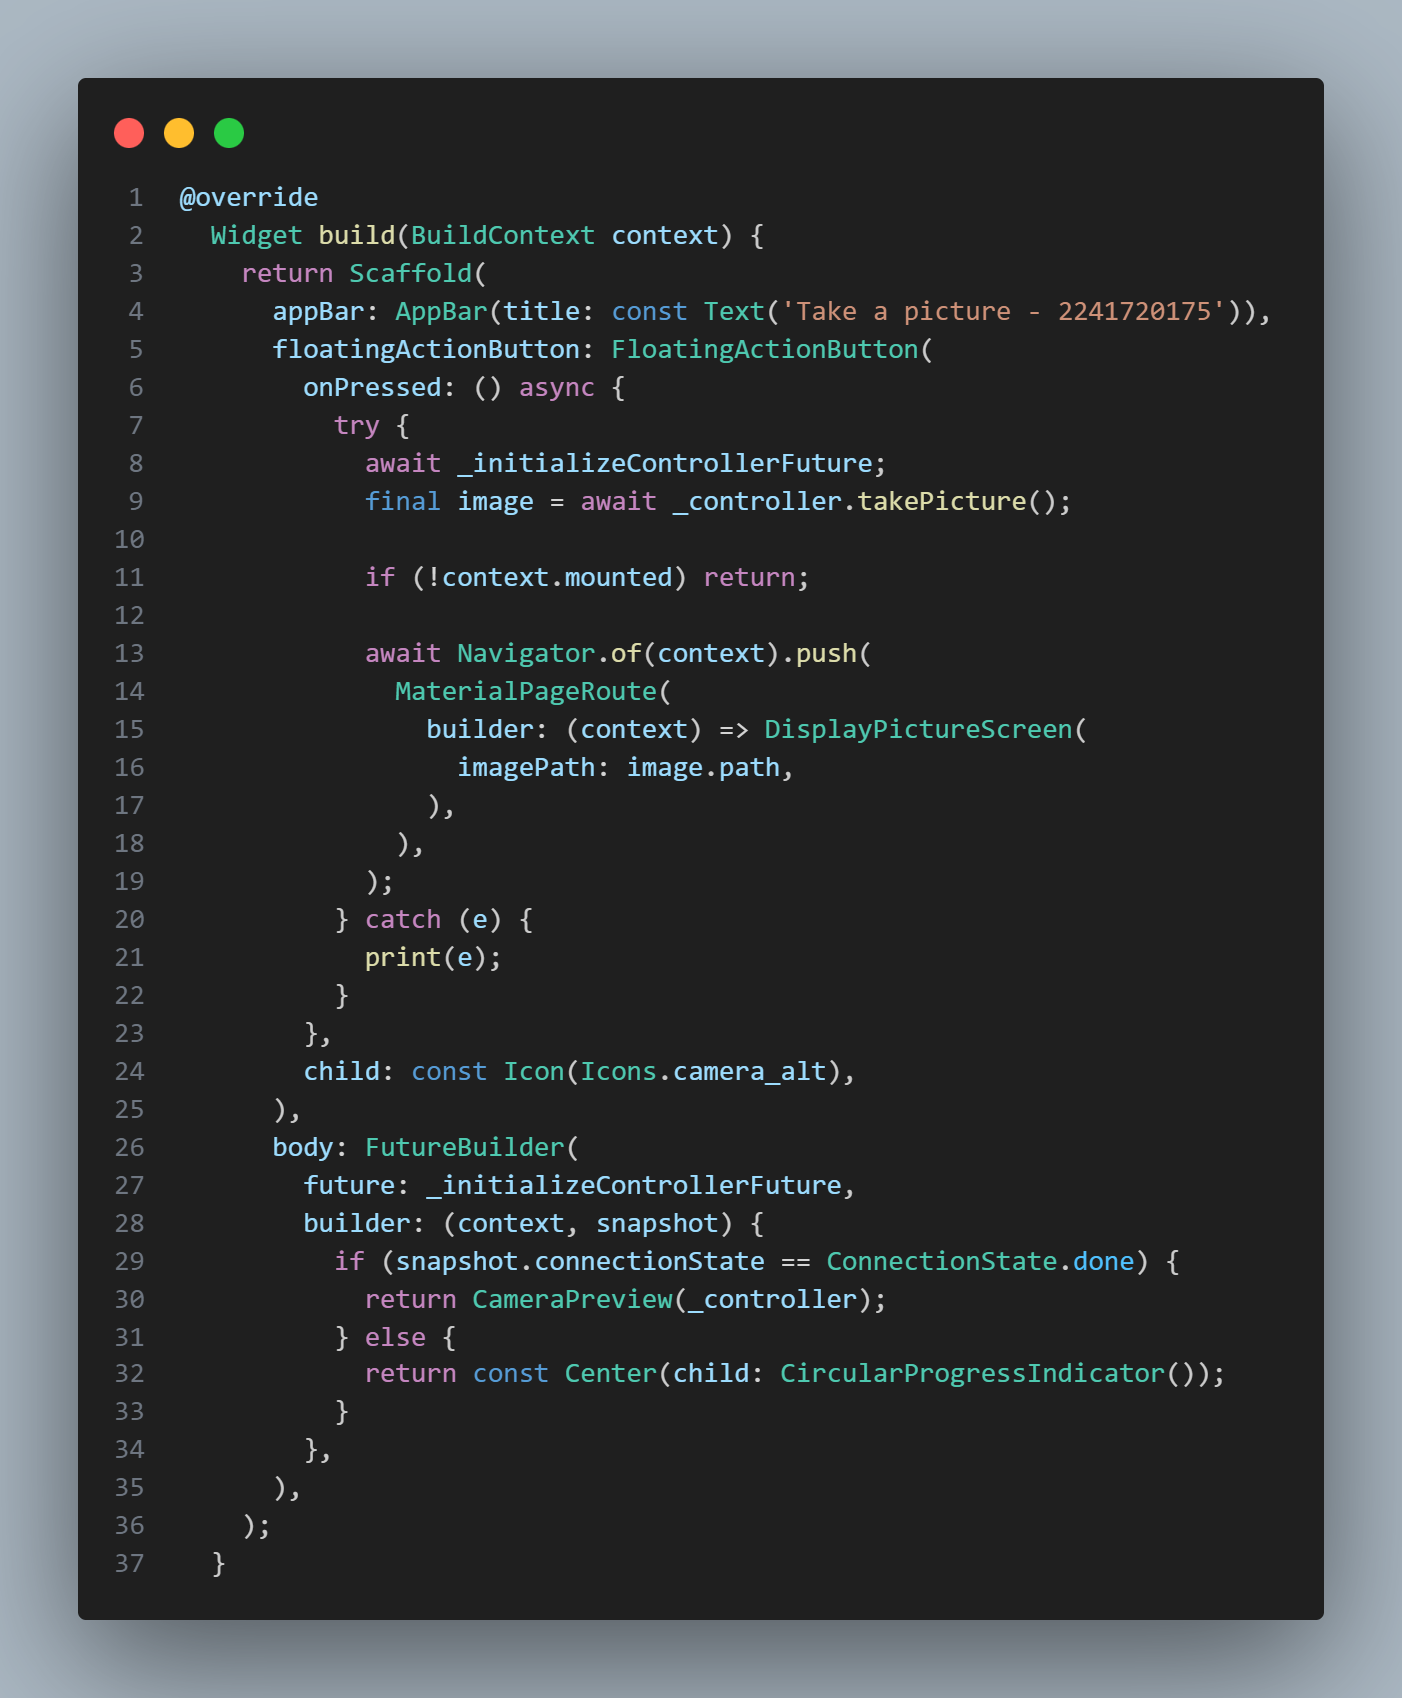 1 @override
2   Widget build(BuildContext context) {
3     return Scaffold(
4       appBar: AppBar(title: const Text('Take a picture - 2241720175')),
5       floatingActionButton: FloatingActionButton(
6         onPressed: () async {
7           try {
8             await _initializeControllerFuture;
9             final image = await _controller.takePicture();
10
11             if (!context.mounted) return;
12
13             await Navigator.of(context).push(
14               MaterialPageRoute(
15                 builder: (context) => DisplayPictureScreen(
16                   imagePath: image.path,
17                 ),
18               ),
19             );
20           } catch (e) {
21             print(e);
22           }
23         },
24         child: const Icon(Icons.camera_alt),
25       ),
26       body: FutureBuilder(
27         future: _initializeControllerFuture,
28         builder: (context, snapshot) {
29           if (snapshot.connectionState == ConnectionState.done) {
30             return CameraPreview(_controller);
31           } else {
32             return const Center(child: CircularProgressIndicator());
33           }
34         },
35       ),
36     );
37   }